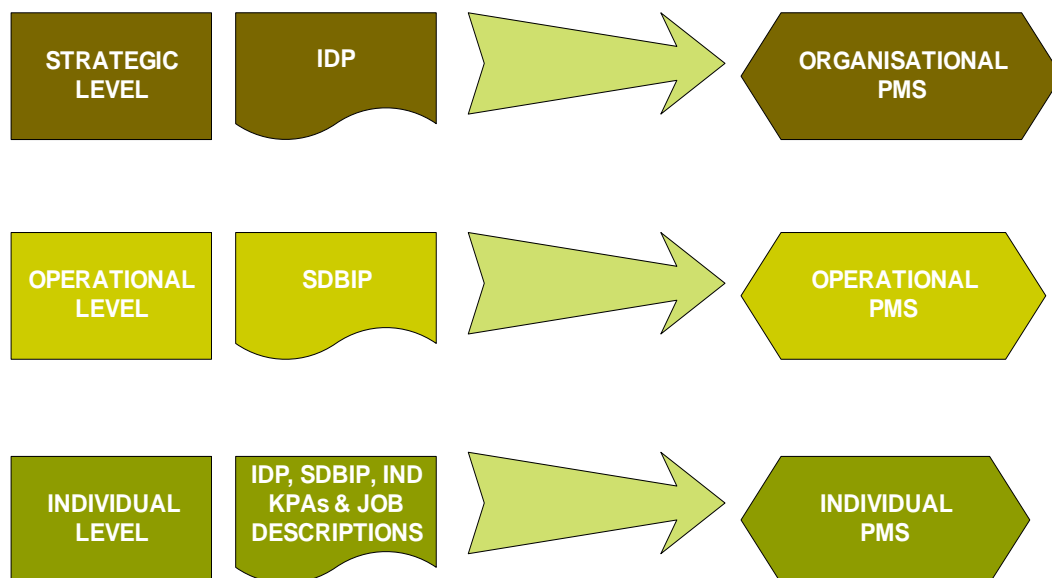 STRATEGIC
LEVEL
IDP
ORGANISATIONAL
PMS
OPERATIONAL
LEVEL
SDBIP
OPERATIONAL
PMS
INDIVIDUAL
LEVEL
IDP, SDBIP, IND
KPAs & JOB
DESCRIPTIONS
INDIVIDUAL
PMS